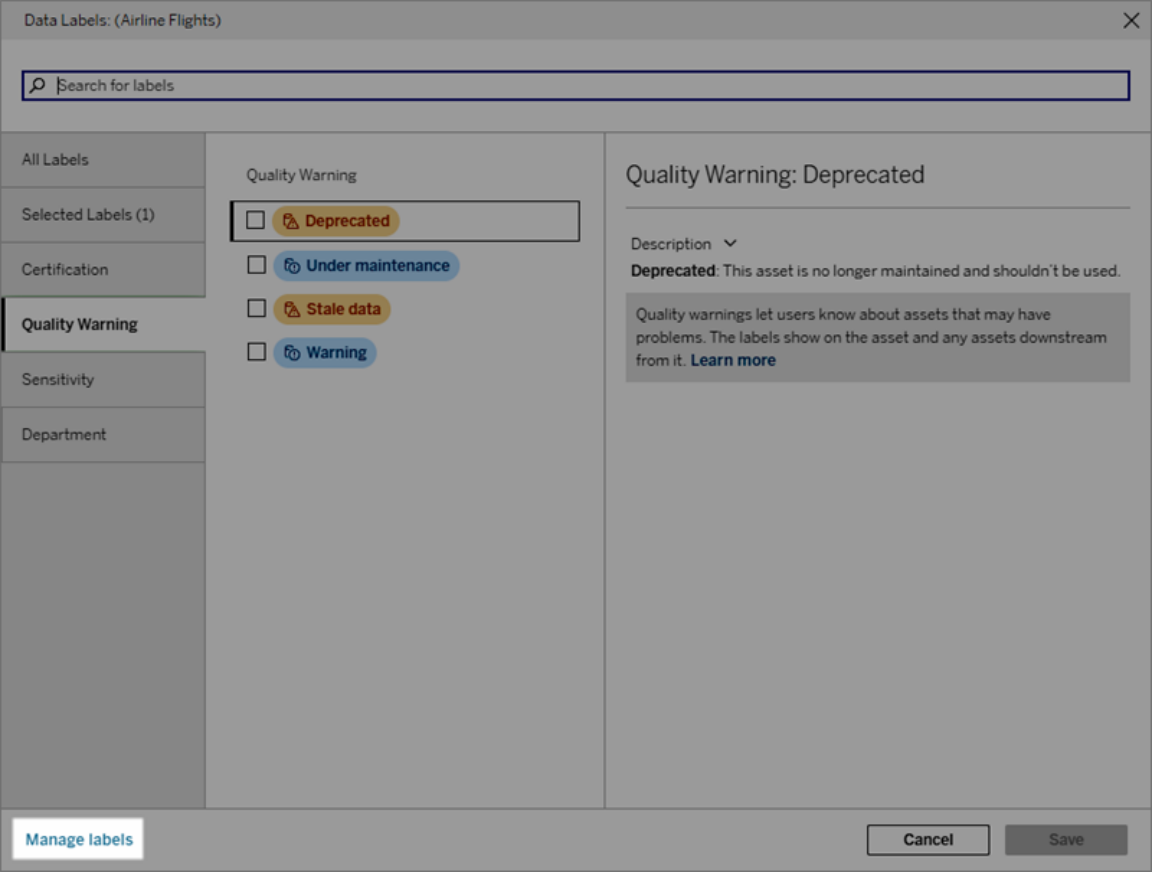 Data Labels: (Airline Flights)
Search for labels
All Labels
Selected Labels (1)
Certification
Quality Warning
Sensitivity
Department
Quality Warning
Deprecated
Under maintenance
Stale data
Warning
Quality Warning: Deprecated
Description
Deprecated: This asset is no longer maintained and shouldn't be used.
Quality warnings let users know about assets that may have
problems. The labels show on the asset and any assets downstream
from it. Learn more
Manage labels
Cancel
Save